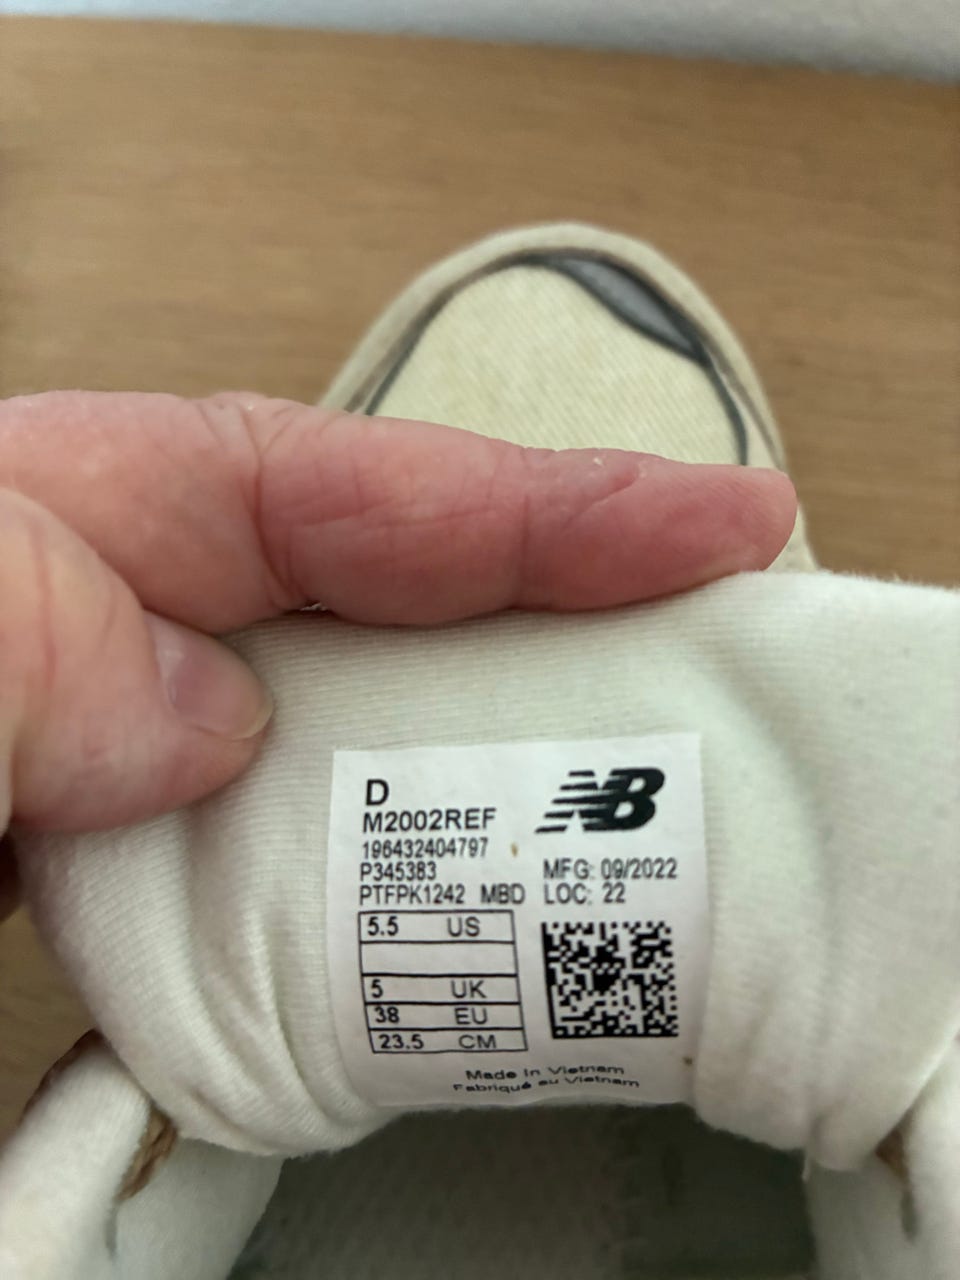 D
M2002REF
196432404797
P345383
PTFPK1242 MBD
NB
MFG: 09/2022
LOC: 22
5.5 US
5 UK
38 EU
23.5 CM
Made In Vietnam
Fabriqué au Vietnam